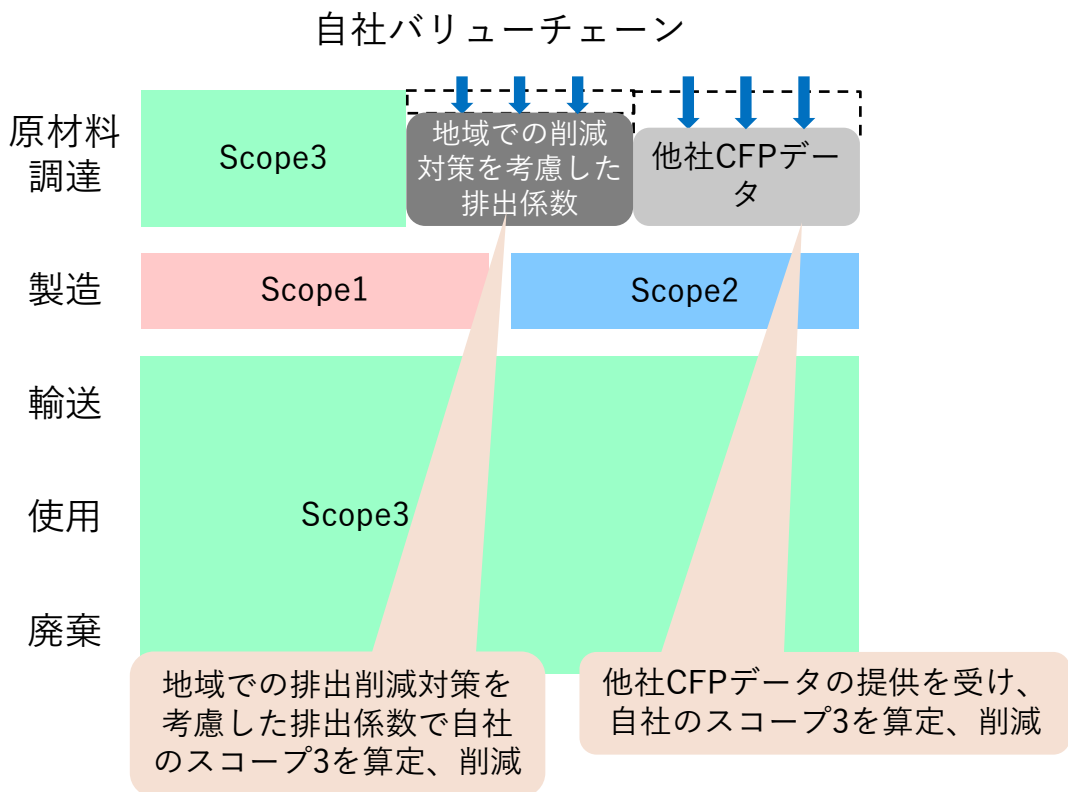 自社バリューチェーン
原材料
調達
Scope3
地域での削減
対策を考慮した
排出係数
他社CFPデー
タ
製造
Scope1
Scope2
輸送
使用
Scope3
廃棄
地域での排出削減対策を
考慮した排出係数で自社
のスコープ3を算定、削減
他社CFPデータの提供を受け、
自社のスコープ3を算定、削減